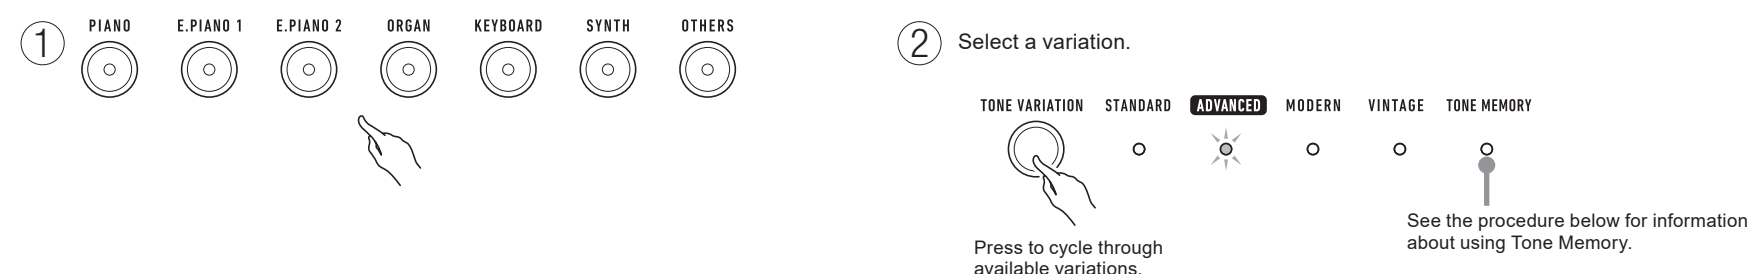 1
PIANO E.PIANO 1 E.PIANO 2 ORGAN KEYBOARD SYNTH OTHERS
2 Select a variation.
TONE VARIATION STANDARD ADVANCED MODERN VINTAGE TONE MEMORY
Press to cycle through
available variations.
See the procedure below for information
about using Tone Memory.